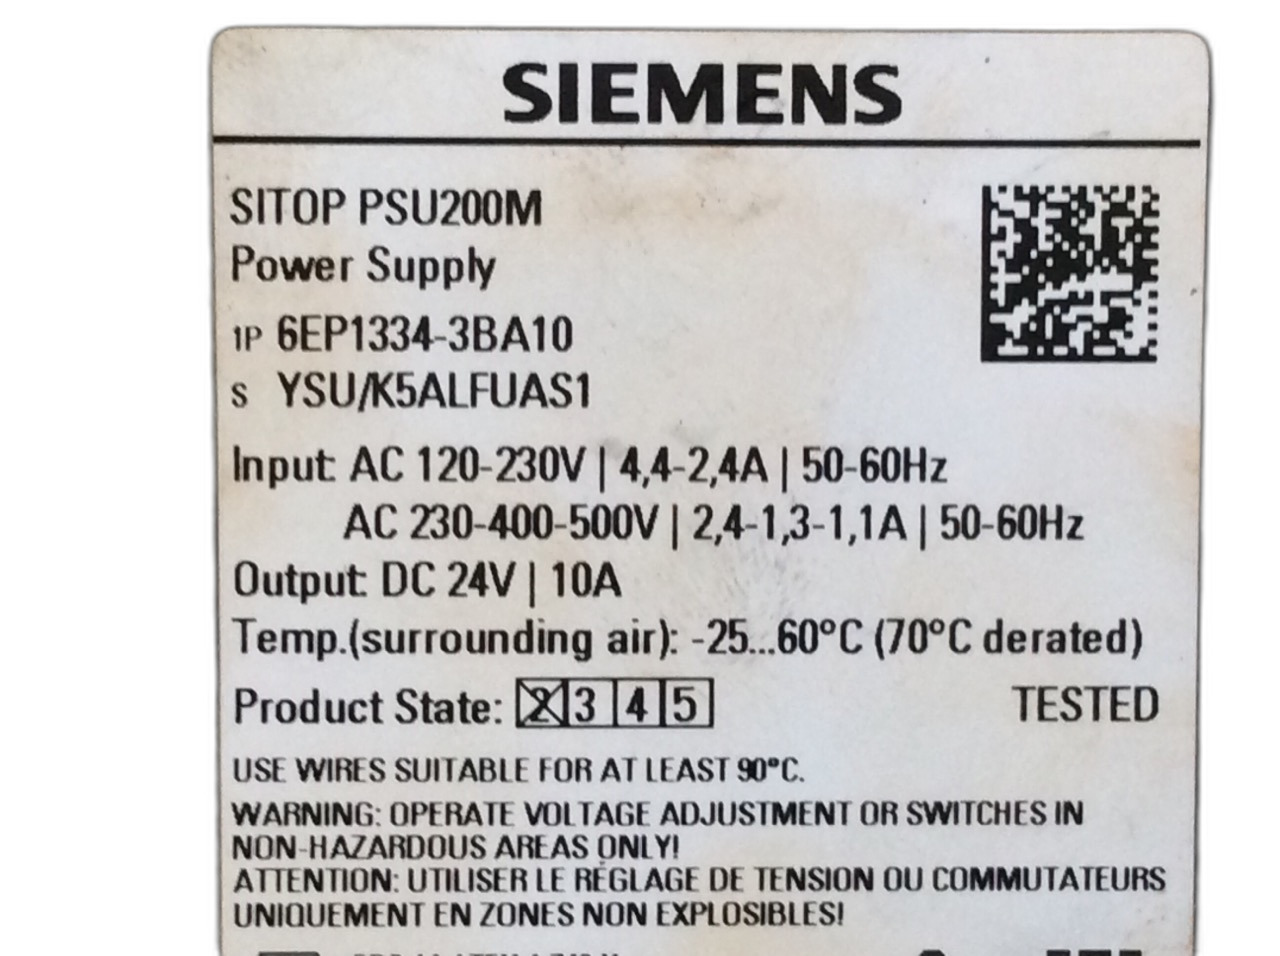 SIEMENS
SITOP PSU200M
Power Supply
1P 6EP1334-3BA10
S YSU/K5ALFUAS1
Input: AC 120-230V | 4,4-2,4A | 50-60Hz
AC 230-400-500V | 2,4-1,3-1,1A | 50-60Hz
Output: DC 24V | 10A
Temp.(surrounding air): -25...60°C (70°C derated)
Product State: 2 3 4 5 TESTED
USE WIRES SUITABLE FOR AT LEAST 90°C.
WARNING: OPERATE VOLTAGE ADJUSTMENT OR SWITCHES IN
NON-HAZARDOUS AREAS ONLY!
ATTENTION: UTILISER LE RÉGLAGE DE TENSION OU COMMUTATEURS
UNIQUEMENT EN ZONES NON EXPLOSIBLES!